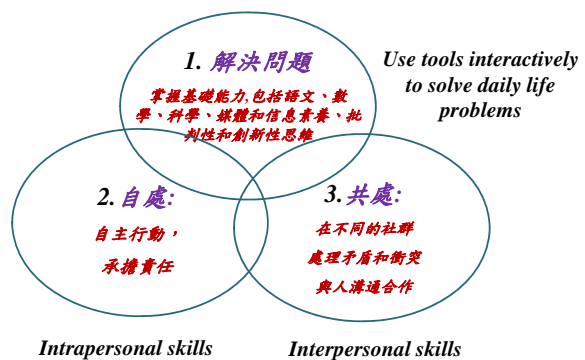 1. 解決問題
掌握基礎能力,包括語文、數
學、科學、媒體和信息素養、批
判性和創新性思維
Use tools interactively
to solve daily life
problems
2. 自處:
自主行動，
承擔責任
3. 共處:
在不同的社群
處理矛盾和衝突
與人溝通合作
Intrapersonal skills
Interpersonal skills